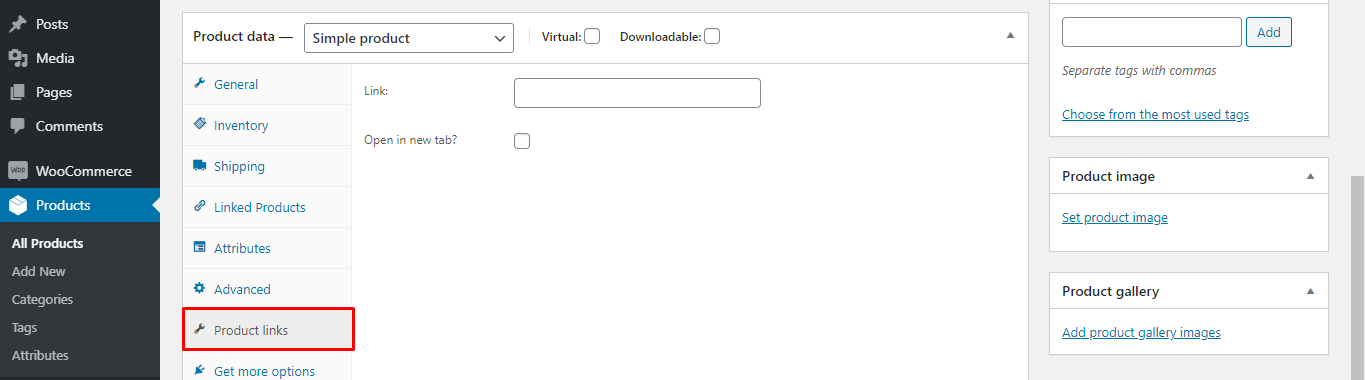 Posts
Media
Pages
Comments
WOO
WooCommerce
Products
All Products
Add New
Categories
Tags
Attributes
Product data — Simple product Virtual: Downloadable:
General
Inventory
Shipping
Linked Products
Attributes
Advanced
Product links
Get more options
Link:
Open in new tab?
Add
Separate tags with commas
Choose from the most used tags
Product image
Set product image
Product gallery
Add product gallery images